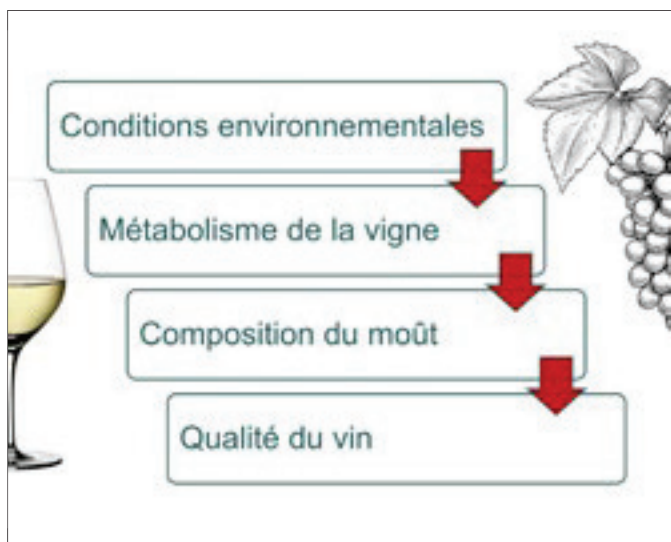 Conditions environnementales
Métabolisme de la vigne
Composition du moût
Qualité du vin